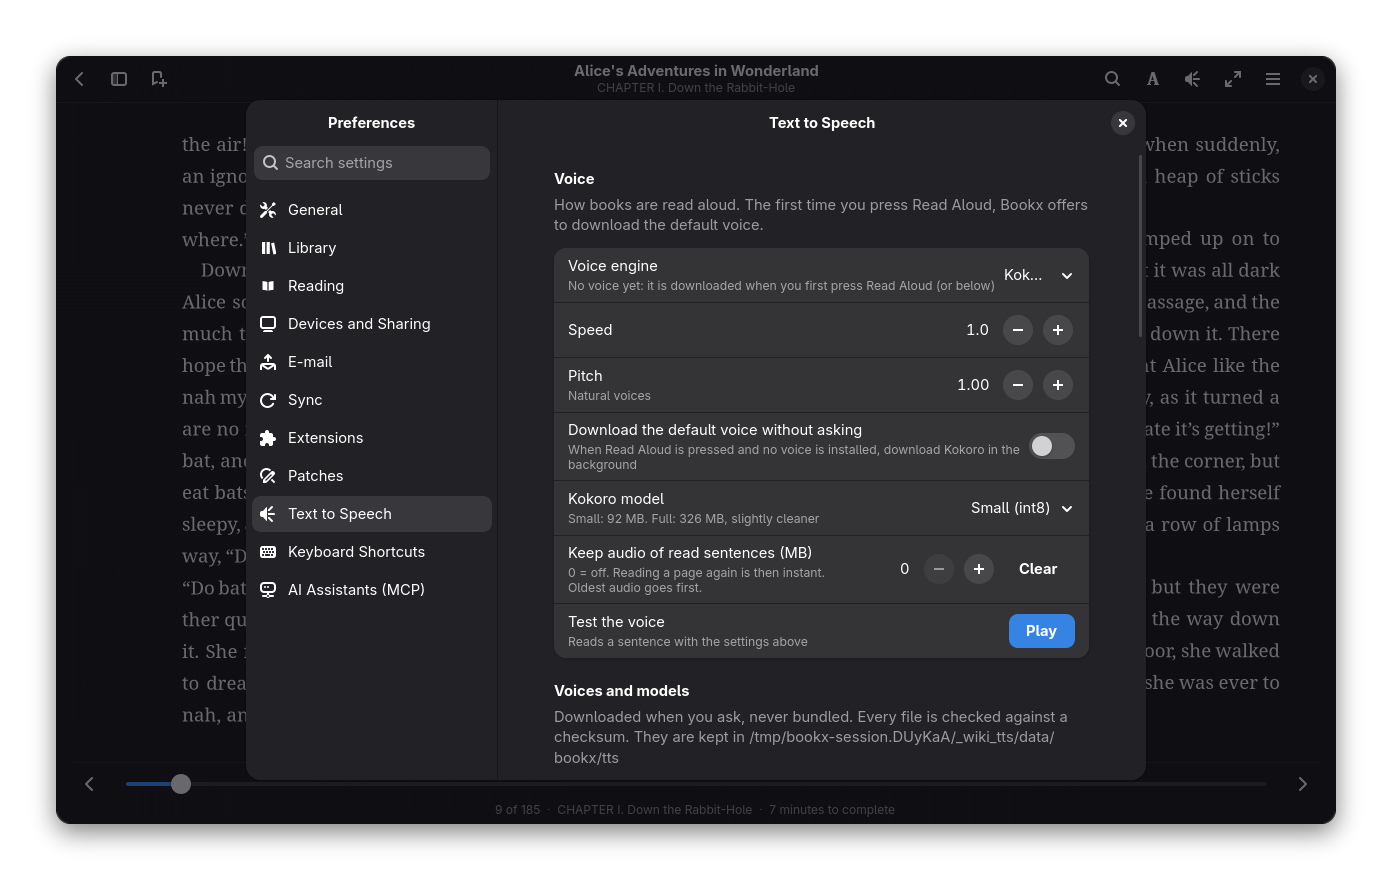 Alice's Adventures in Wonderland
CHAPTER I. Down the Rabbit-Hole
A
the air!
an igno
never d
where.”
Down
Alice so
much t
hope th
nah my
are no
bat, and
eat bats
sleepy,
way, “D
“Do bat
ther qu
it. She
to drea
nah, an
Preferences
Search settings
General
Library
Reading
Devices and Sharing
E-mail
Sync
Extensions
Patches
Text to Speech
Keyboard Shortcuts
AI Assistants (MCP)
Text to Speech
Voice
How books are read aloud. The first time you press Read Aloud, Bookx offers
to download the default voice.
Voice engine
No voice yet: it is downloaded when you first press Read Aloud (or below)
Kok...
Speed
1.0
Pitch
Natural voices
1.00
Download the default voice without asking
When Read Aloud is pressed and no voice is installed, download Kokoro in the
background
Kokoro model
Small: 92 MB. Full: 326 MB, slightly cleaner
Small (int8)
Keep audio of read sentences (MB)
0 = off. Reading a page again is then instant.
Oldest audio goes first.
0
Clear
Test the voice
Reads a sentence with the settings above
Play
Voices and models
Downloaded when you ask, never bundled. Every file is checked against a
checksum. They are kept in /tmp/bookx-session.DUyKaA/_wiki_tts/data/
bookx/tts
when suddenly,
heap of sticks
mped up on to
it was all dark
assage, and the
down it. There
Alice like the
as it turned a
ate it’s getting!”
the corner, but
found herself
a row of lamps
but they were
the way down
oor, she walked
she was ever to
9 of 185 · CHAPTER I. Down the Rabbit-Hole · 7 minutes to complete